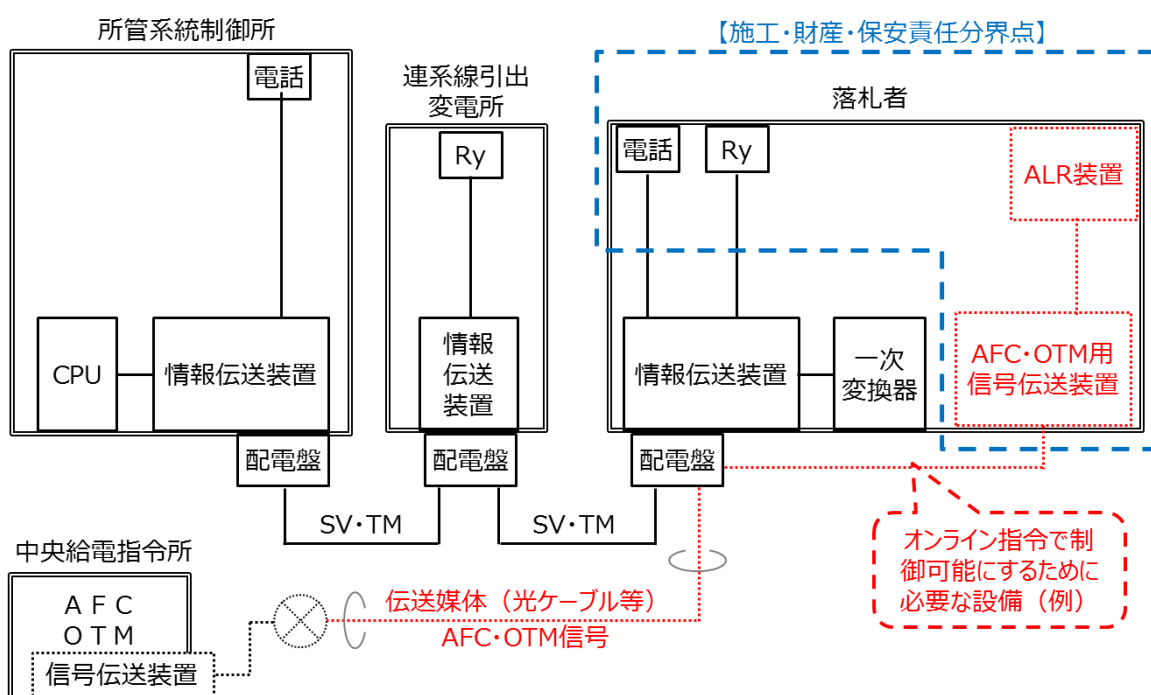 所管系統制御所
電話
CPU
情報伝送装置
配電盤
連系線引出
変電所
Ry
情報
伝送
装置
配電盤
【施工・財産・保安責任分界点】
落札者
電話
Ry
ALR装置
情報伝送装置
一次
変換器
AFC・OTM用
信号伝送装置
配電盤
SV・TM
SV・TM
オンライン指令で制
御可能にするために
必要な設備（例）
中央給電指令所
AFC
OTM
信号伝送装置
伝送媒体（光ケーブル等）
AFC・OTM信号